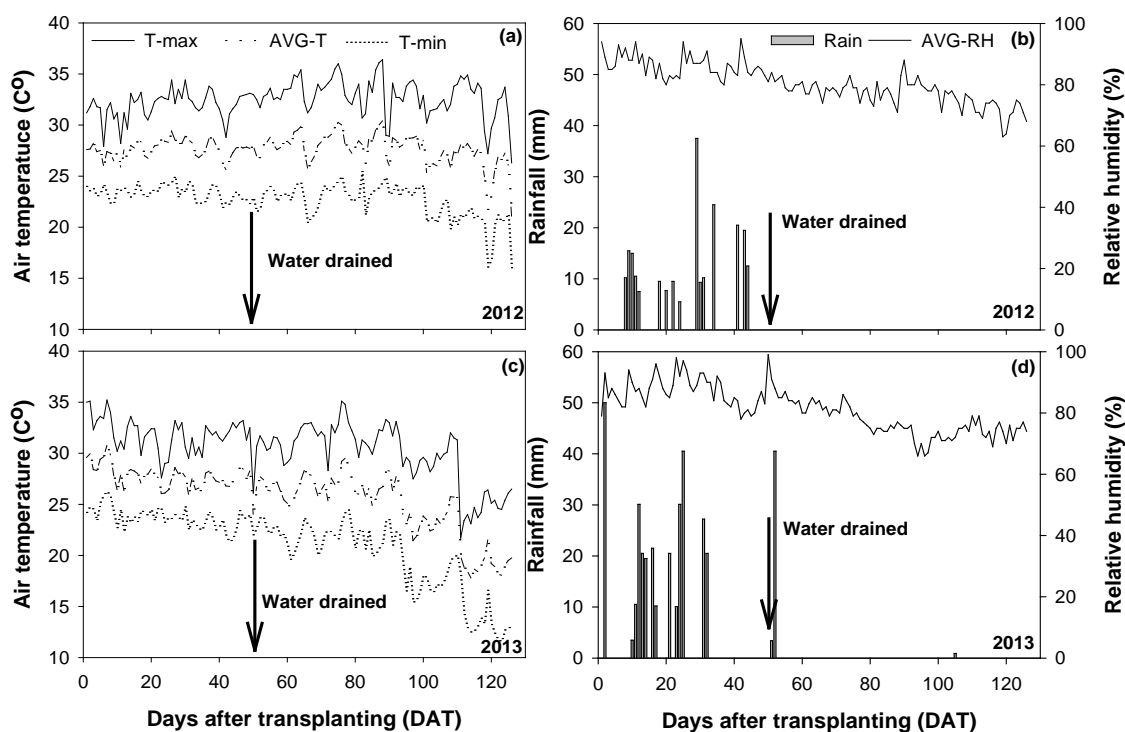 40 60 100
T-max AVG-T T-min (a) Rain AVG-RH (b)
35 50 80
30 40 60
25 30
20 20 40
15 10 20
10 0 0
Air temperatuce (Cº)
Water drained
2012
Rainfall (mm)
Water drained
2012
Relative humidity (%)
40 60 100
(c) (d)
35 50 80
30 40 60
25 30
20 20 40
15 10 20
10 0 0
Air temperature (Cº)
Water drained
2013
Rainfall (mm)
Water drained
2013
Relative humidity (%)
0 20 40 60 80 100 120 0 20 40 60 80 100 120
Days after transplanting (DAT) Days after transplanting (DAT)